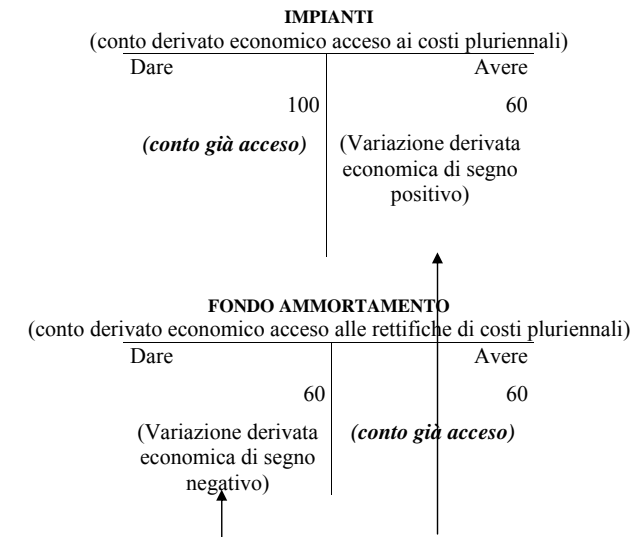 IMPIANTI
(conto derivato economico acceso ai costi pluriennali)
Dare Avere
100 60
(conto già acceso) (Variazione derivata
economica di segno
positivo)
FONDO AMMORTAMENTO
(conto derivato economico acceso alle rettifiche di costi pluriennali)
Dare Avere
60 60
(Variazione derivata (conto già acceso)
economica di segno
negativo)